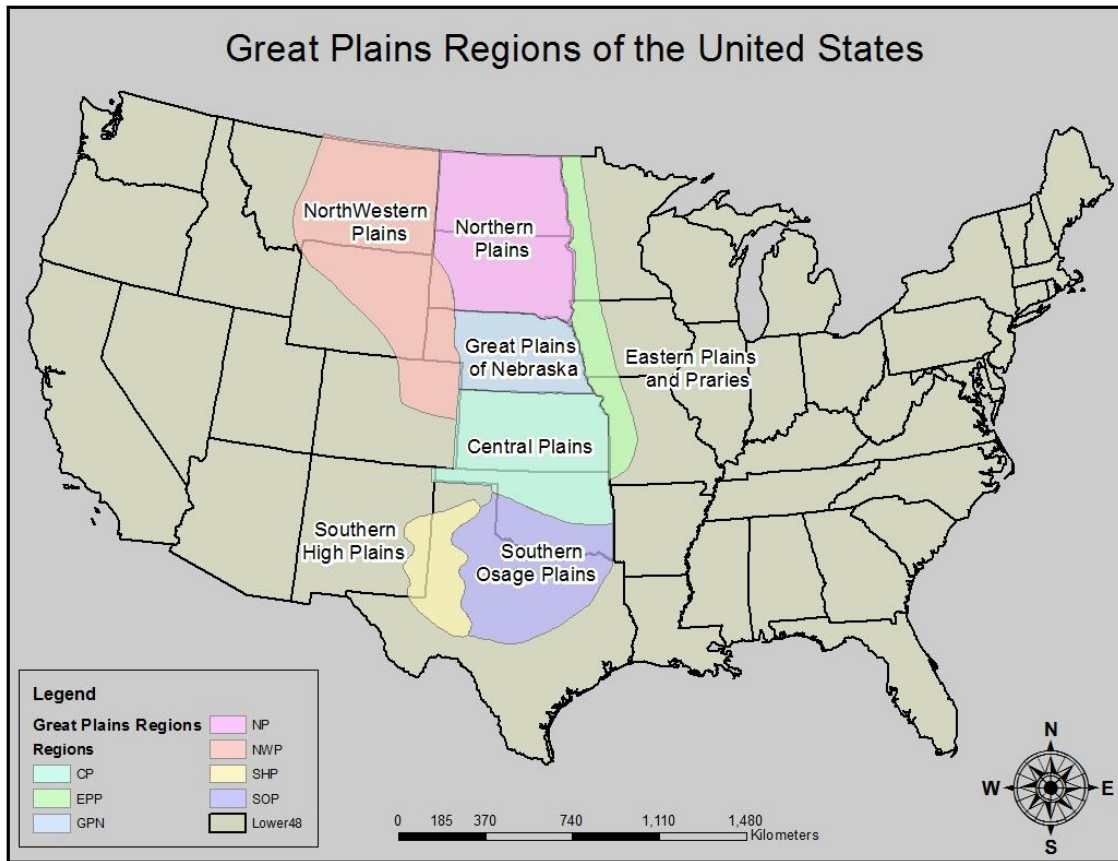 Great Plains Regions of the United States
NorthWestern
Plains
Northern
Plains
Great Plains
of Nebraska
Eastern Plains
and Praries
Central Plains
Southern
High Plains
Southern
Osage Plains
Legend
Great Plains Regions
Regions
CP
EPP
GPN
NP
NWP
SHP
SOP
Lower48
0 185 370 740 1,110 1,480
Kilometers
N
W E
S